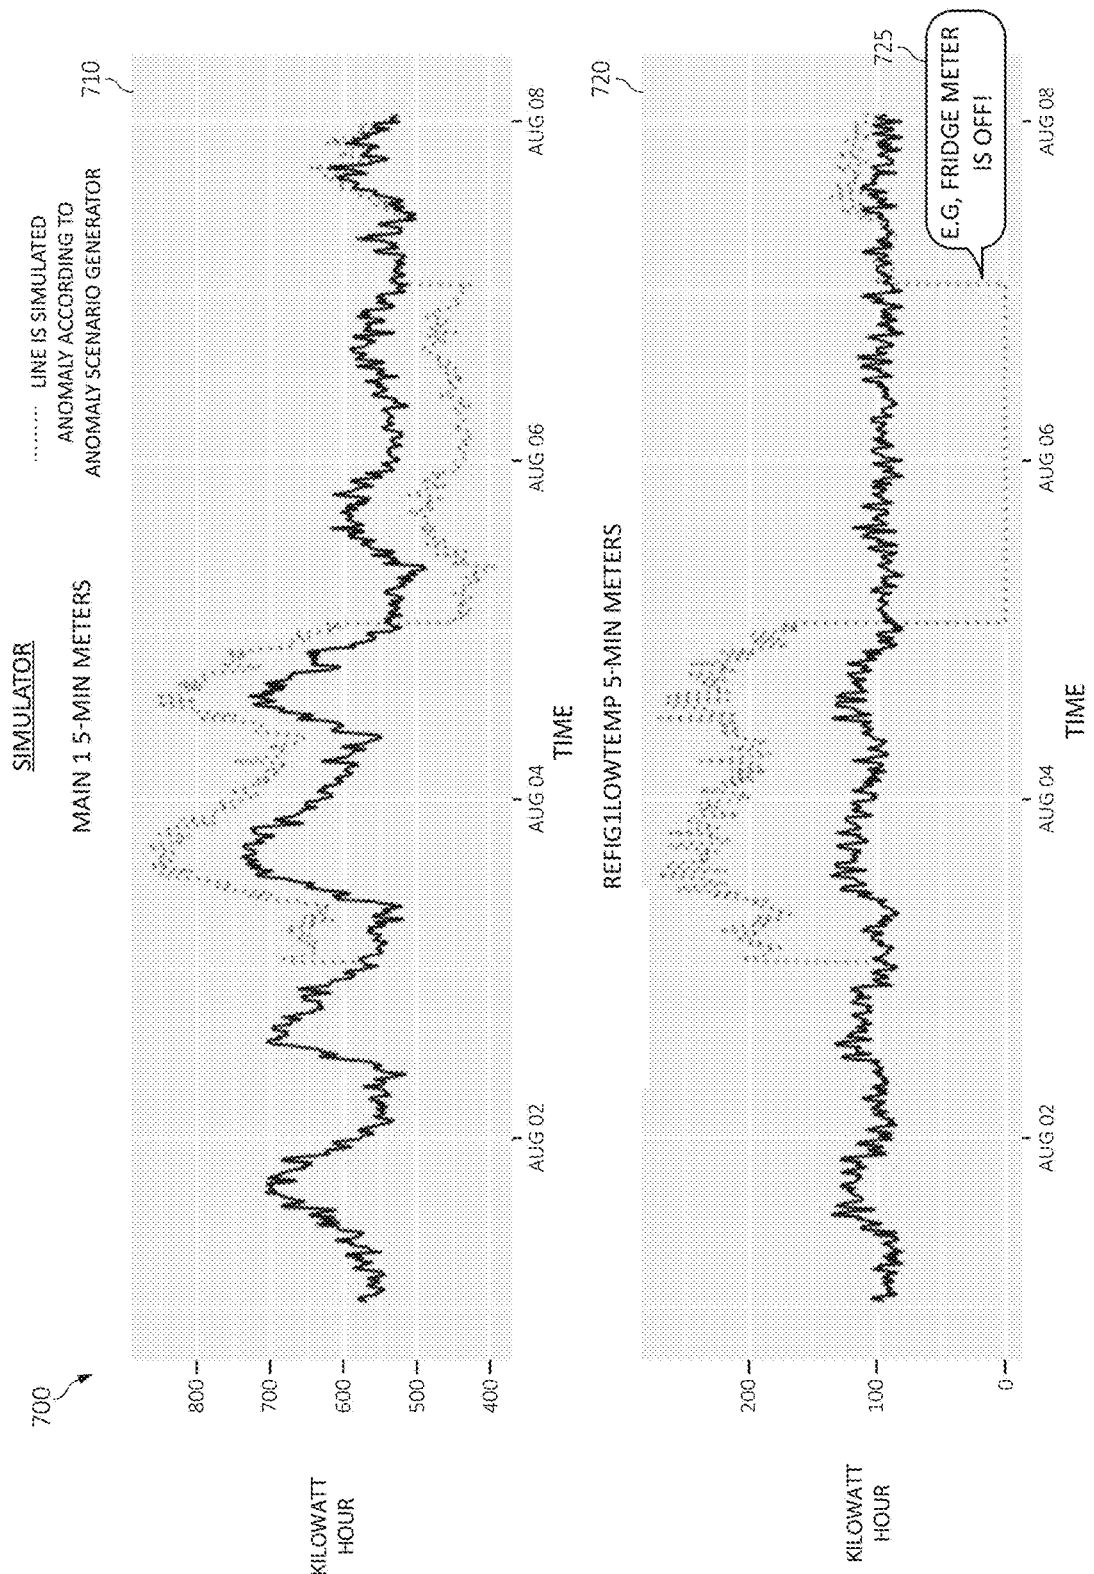 700
SIMULATOR
MAIN 1 5-MIN METERS
........ LINE IS SIMULATED
ANOMALY ACCORDING TO
ANOMALY SCENARIO GENERATOR
710
KILOWATT
HOUR
800
700
600
500
400
AUG 02
AUG 04
AUG 06
AUG 08
TIME
REFIG1LOWTEMP 5-MIN METERS
720
KILOWATT
HOUR
200
100
0
725
E.G, FRIDGE METER
IS OFF!
AUG 02
AUG 04
AUG 06
AUG 08
TIME